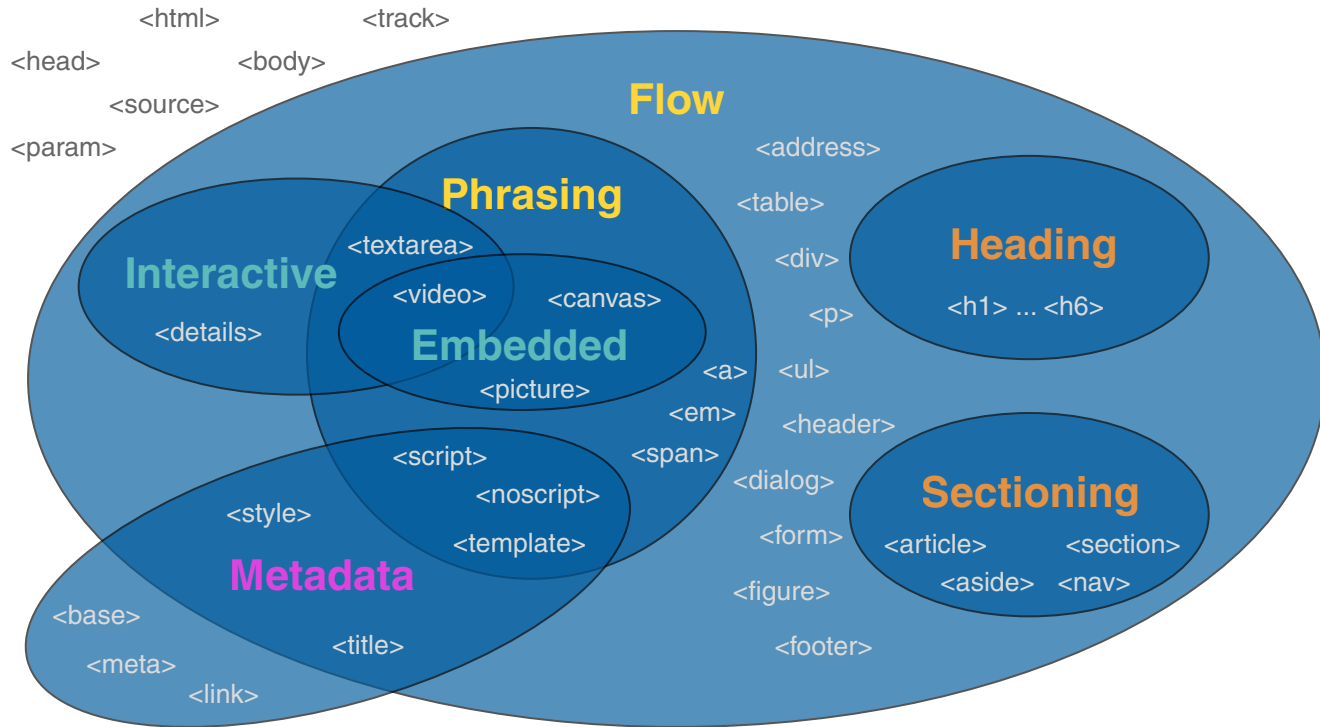 <html>
<track>
<head>
<body>
<source>
<param>
Flow
<address>
Phrasing
<table>
<textarea>
Interactive
<div>
Heading
<video>
<canvas>
<h1> ... <h6>
<p>
<details>
Embedded
<a>
<ul>
<picture>
<em>
<header>
<script>
<span>
<dialog>
<noscript>
Sectioning
<style>
<form>
<template>
<article>
<section>
Metadata
<aside>
<nav>
<figure>
<base>
<title>
<footer>
<meta>
<link>